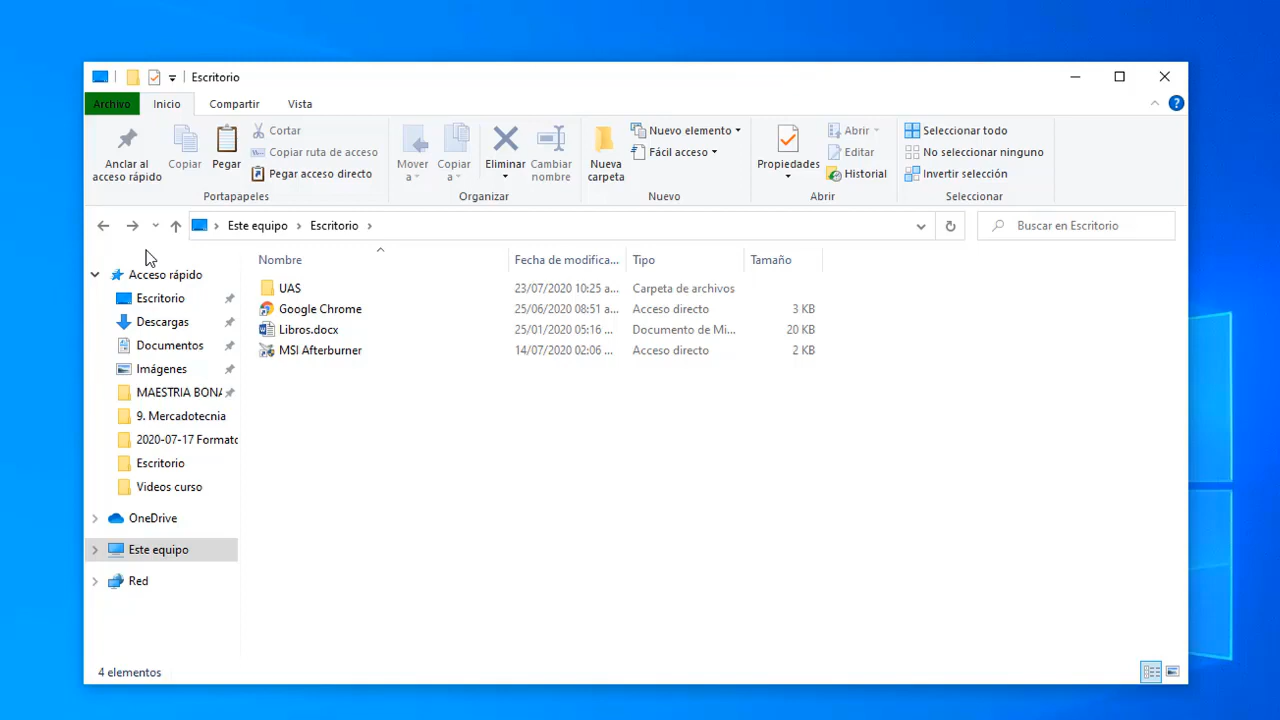 Escritorio
Archivo Inicio Compartir Vista
Anclar al acceso rápido
Copiar
Pegar
Cortar
Copiar ruta de acceso
Pegar acceso directo
Portapapeles
Mover a
Copiar a
Eliminar
Cambiar nombre
Organizar
Nueva carpeta
Nuevo elemento
Fácil acceso
Nuevo
Propiedades
Abrir
Editar
Historial
Abrir
Seleccionar todo
No seleccionar ninguno
Invertir selección
Seleccionar
Este equipo > Escritorio >
Buscar en Escritorio
Acceso rápido
Escritorio
Descargas
Documentos
Imágenes
MAESTRIA BONA
9. Mercadotecnia
2020-07-17 Formato
Escritorio
Videos curso
OneDrive
Este equipo
Red
Nombre Fecha de modifica... Tipo Tamaño
UAS 23/07/2020 10:25 a... Carpeta de archivos
Google Chrome 25/06/2020 08:51 a... Acceso directo 3 KB
Libros.docx 25/01/2020 05:16 ... Documento de Mi... 20 KB
MSI Afterburner 14/07/2020 02:06 ... Acceso directo 2 KB
4 elementos